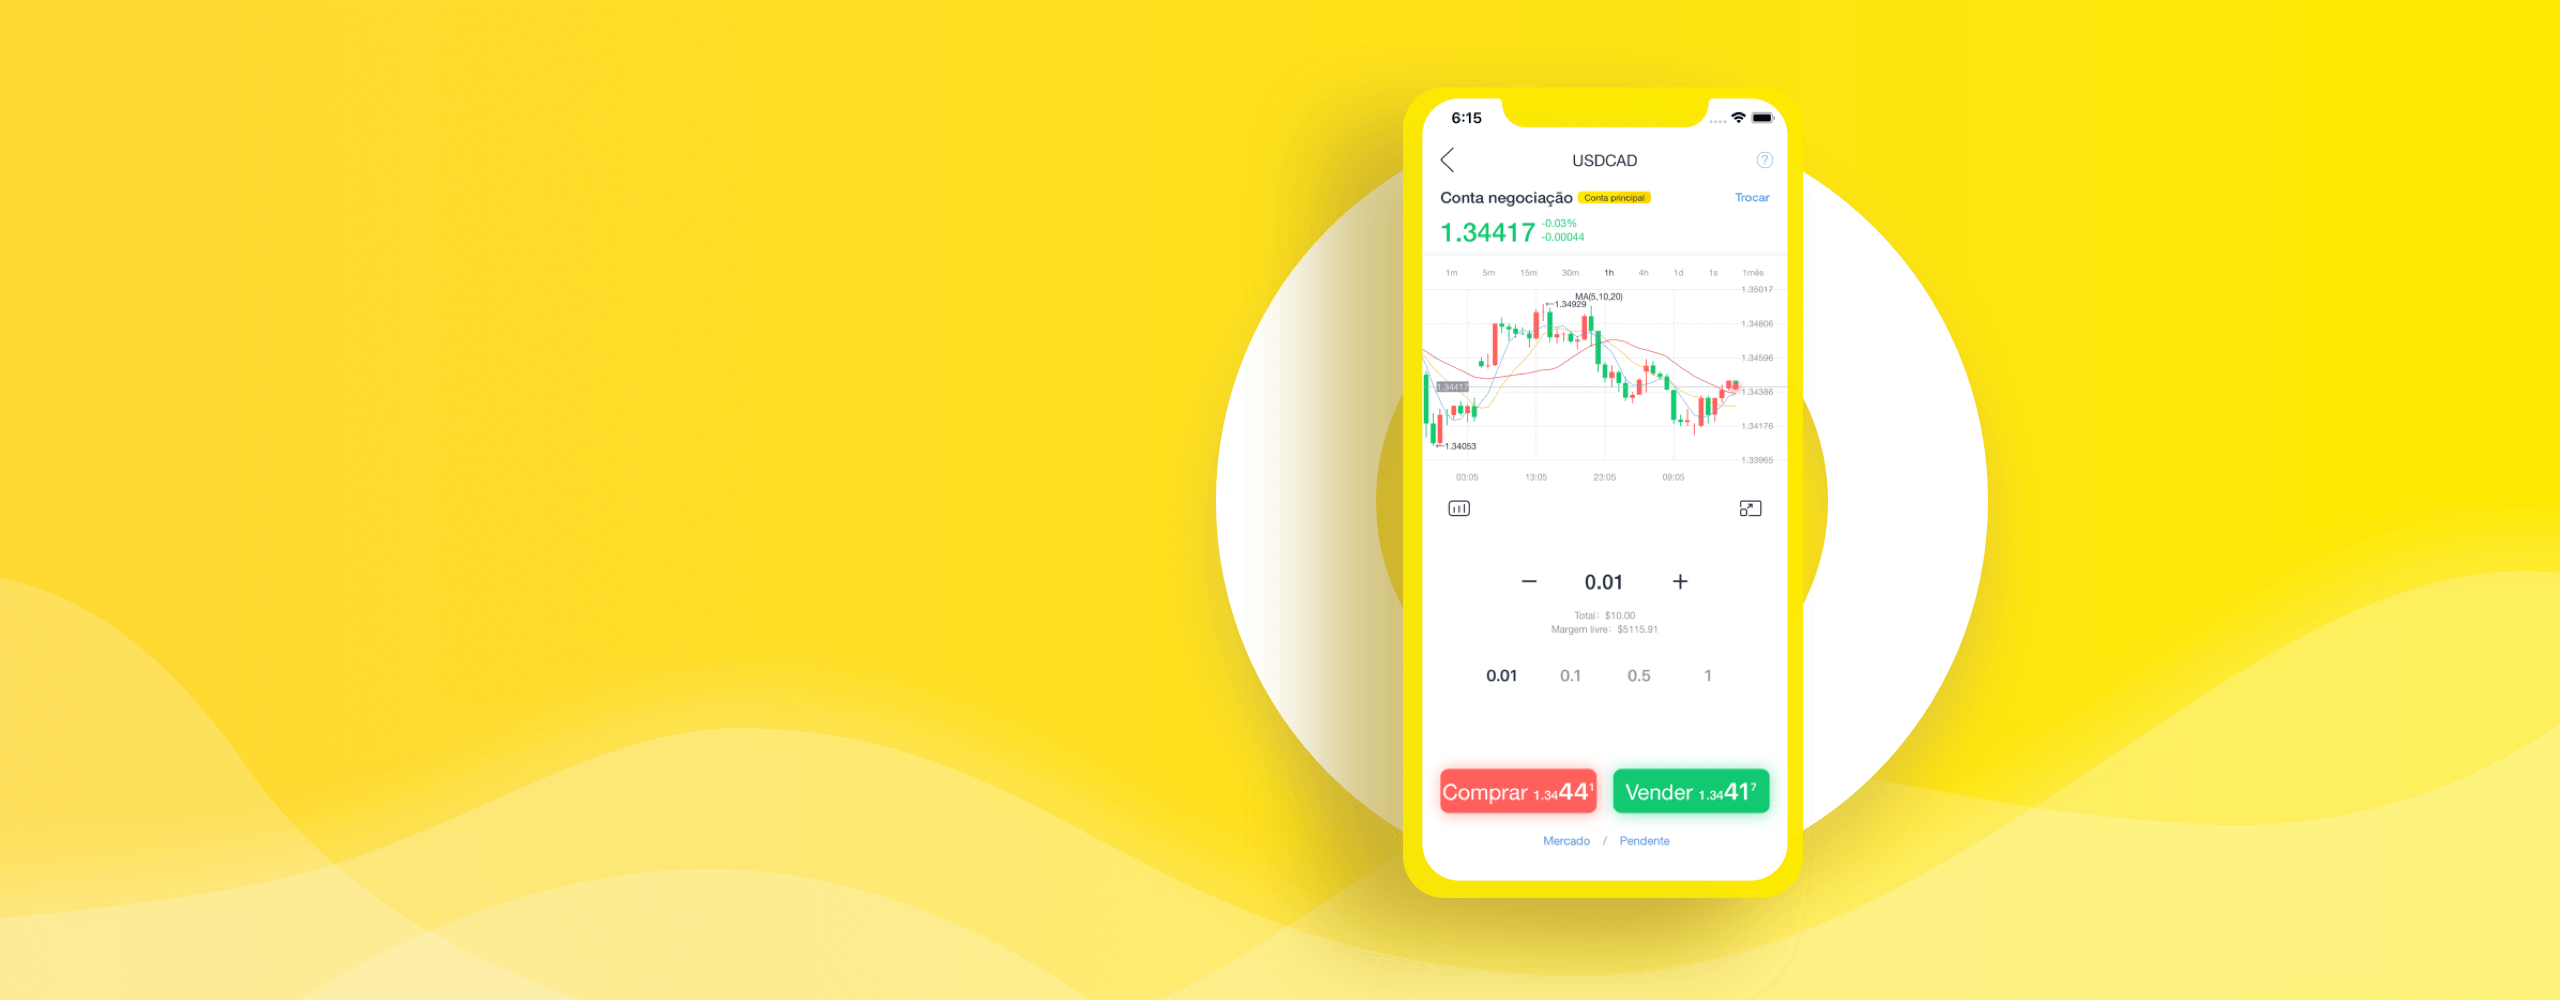 6:15
USDCAD
?
Conta negociação Conta principal Trocar
1.34417 -0.03%
-0.00044
1m 5m 15m 30m 1h 4h 1d 1s 1mês
MA(5,10,20)
1.35017
←1.34929
1.34806
1.34596
1.34417
1.34386
1.34176
←1.34053
1.33965
03:05 13:05 23:05 09:05
− 0.01 +
Total: $10.00
Margem livre: $5115.91
0.01 0.1 0.5 1
Comprar 1.34441 Vender 1.34417
Mercado / Pendente